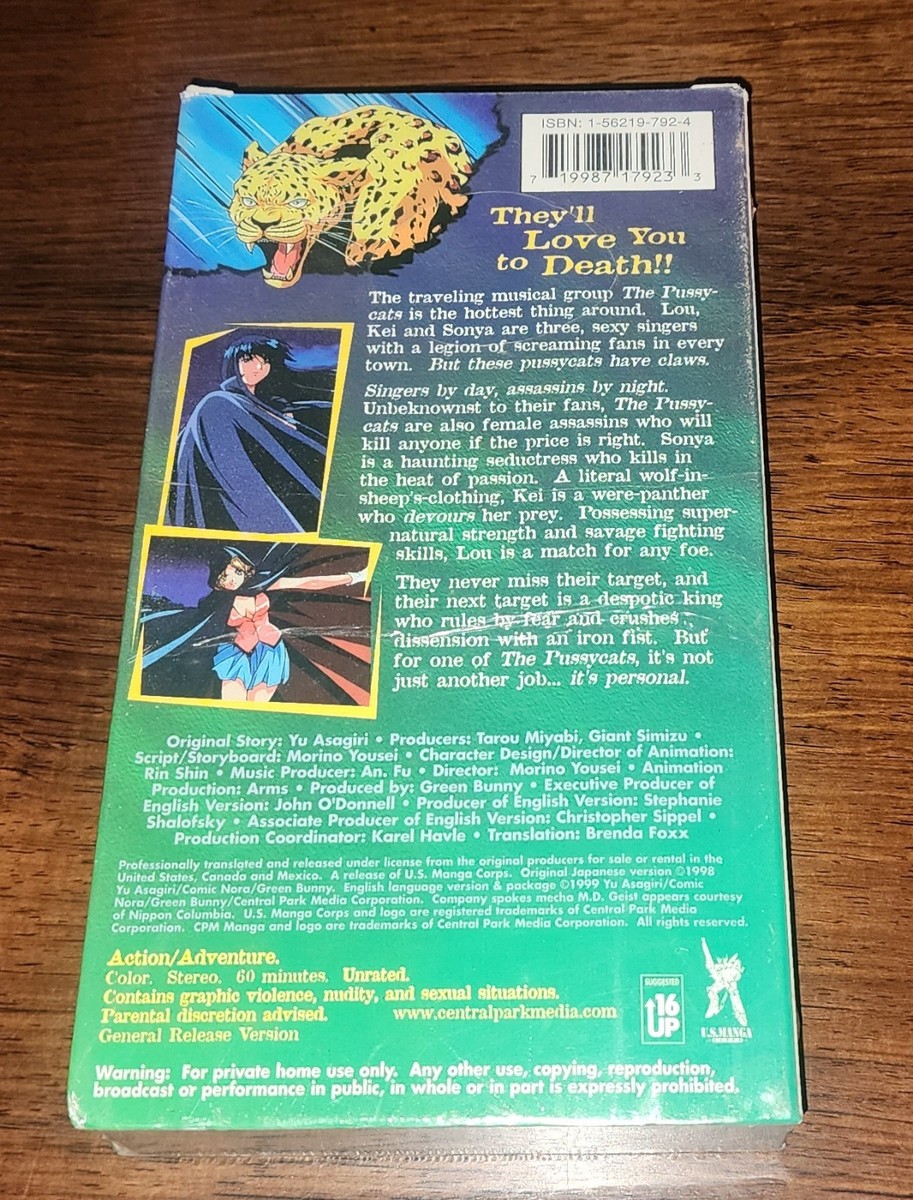 ISBN: 1-56219-792-4
7 19987 17923 3
They'll
Love You
to Death!!
The traveling musical group The Pussy-
cats is the hottest thing around. Lou,
Kei and Sonya are three, sexy singers
with a legion of screaming fans in every
town. But these pussycats have claws.
Singers by day, assassins by night.
Unbeknownst to their fans, The Pussy-
cats are also female assassins who will
kill anyone if the price is right. Sonya
is a haunting seductress who kills in
the heat of passion. A literal wolf-in-
sheep's-clothing, Kei is a were-panther
who devours her prey. Possessing super-
natural strength and savage fighting
skills, Lou is a match for any foe.
They never miss their target, and
their next target is a despotic king
who rules by fear and crushes
dissension with an iron fist. But
for one of The Pussycats, it's not
just another job... it's personal.
Original Story: Yu Asagiri • Producers: Tarou Miyabi, Giant Simizu •
Script/Storyboard: Morino Yousei • Character Design/Director of Animation:
Rin Shin • Music Producer: An. Fu • Director: Morino Yousei • Animation
Production: Arms • Produced by: Green Bunny • Executive Producer of
English Version: John O'Donnell • Producer of English Version: Stephanie
Shalofsky • Associate Producer of English Version: Christopher Sippel •
Production Coordinator: Karel Havle • Translation: Brenda Foxx
Professionally translated and released under license from the original producers for sale or rental in the
United States, Canada and Mexico. A release of U.S. Manga Corps. Original Japanese version ©1998
Yu Asagiri/Comic Nora/Green Bunny. English language version & package ©1999 Yu Asagiri/Comic
Nora/Green Bunny/Central Park Media Corporation. Company spokes mecha M.D. Geist appears courtesy
of Nippon Columbia. U.S. Manga Corps and logo are registered trademarks of Central Park Media
Corporation. CPM Manga and logo are trademarks of Central Park Media Corporation. All rights reserved.
Action/Adventure.
Color. Stereo. 60 minutes. Unrated.
Contains graphic violence, nudity, and sexual situations.
Parental discretion advised. www.centralparkmedia.com
General Release Version
SUGGESTED
16
UP
U.S. MANGA
Warning: For private home use only. Any other use, copying, reproduction,
broadcast or performance in public, in whole or in part is expressly prohibited.